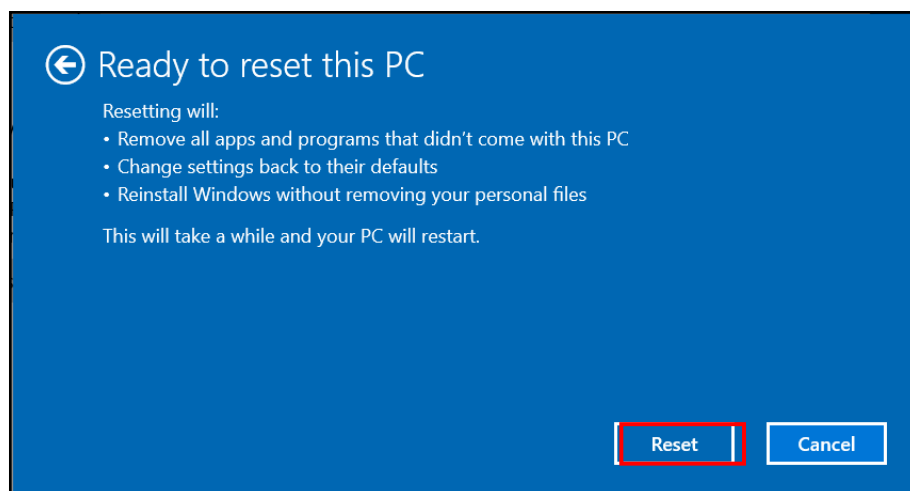 Ready to reset this PC
Resetting will:
• Remove all apps and programs that didn't come with this PC
• Change settings back to their defaults
• Reinstall Windows without removing your personal files
This will take a while and your PC will restart.
Reset
Cancel